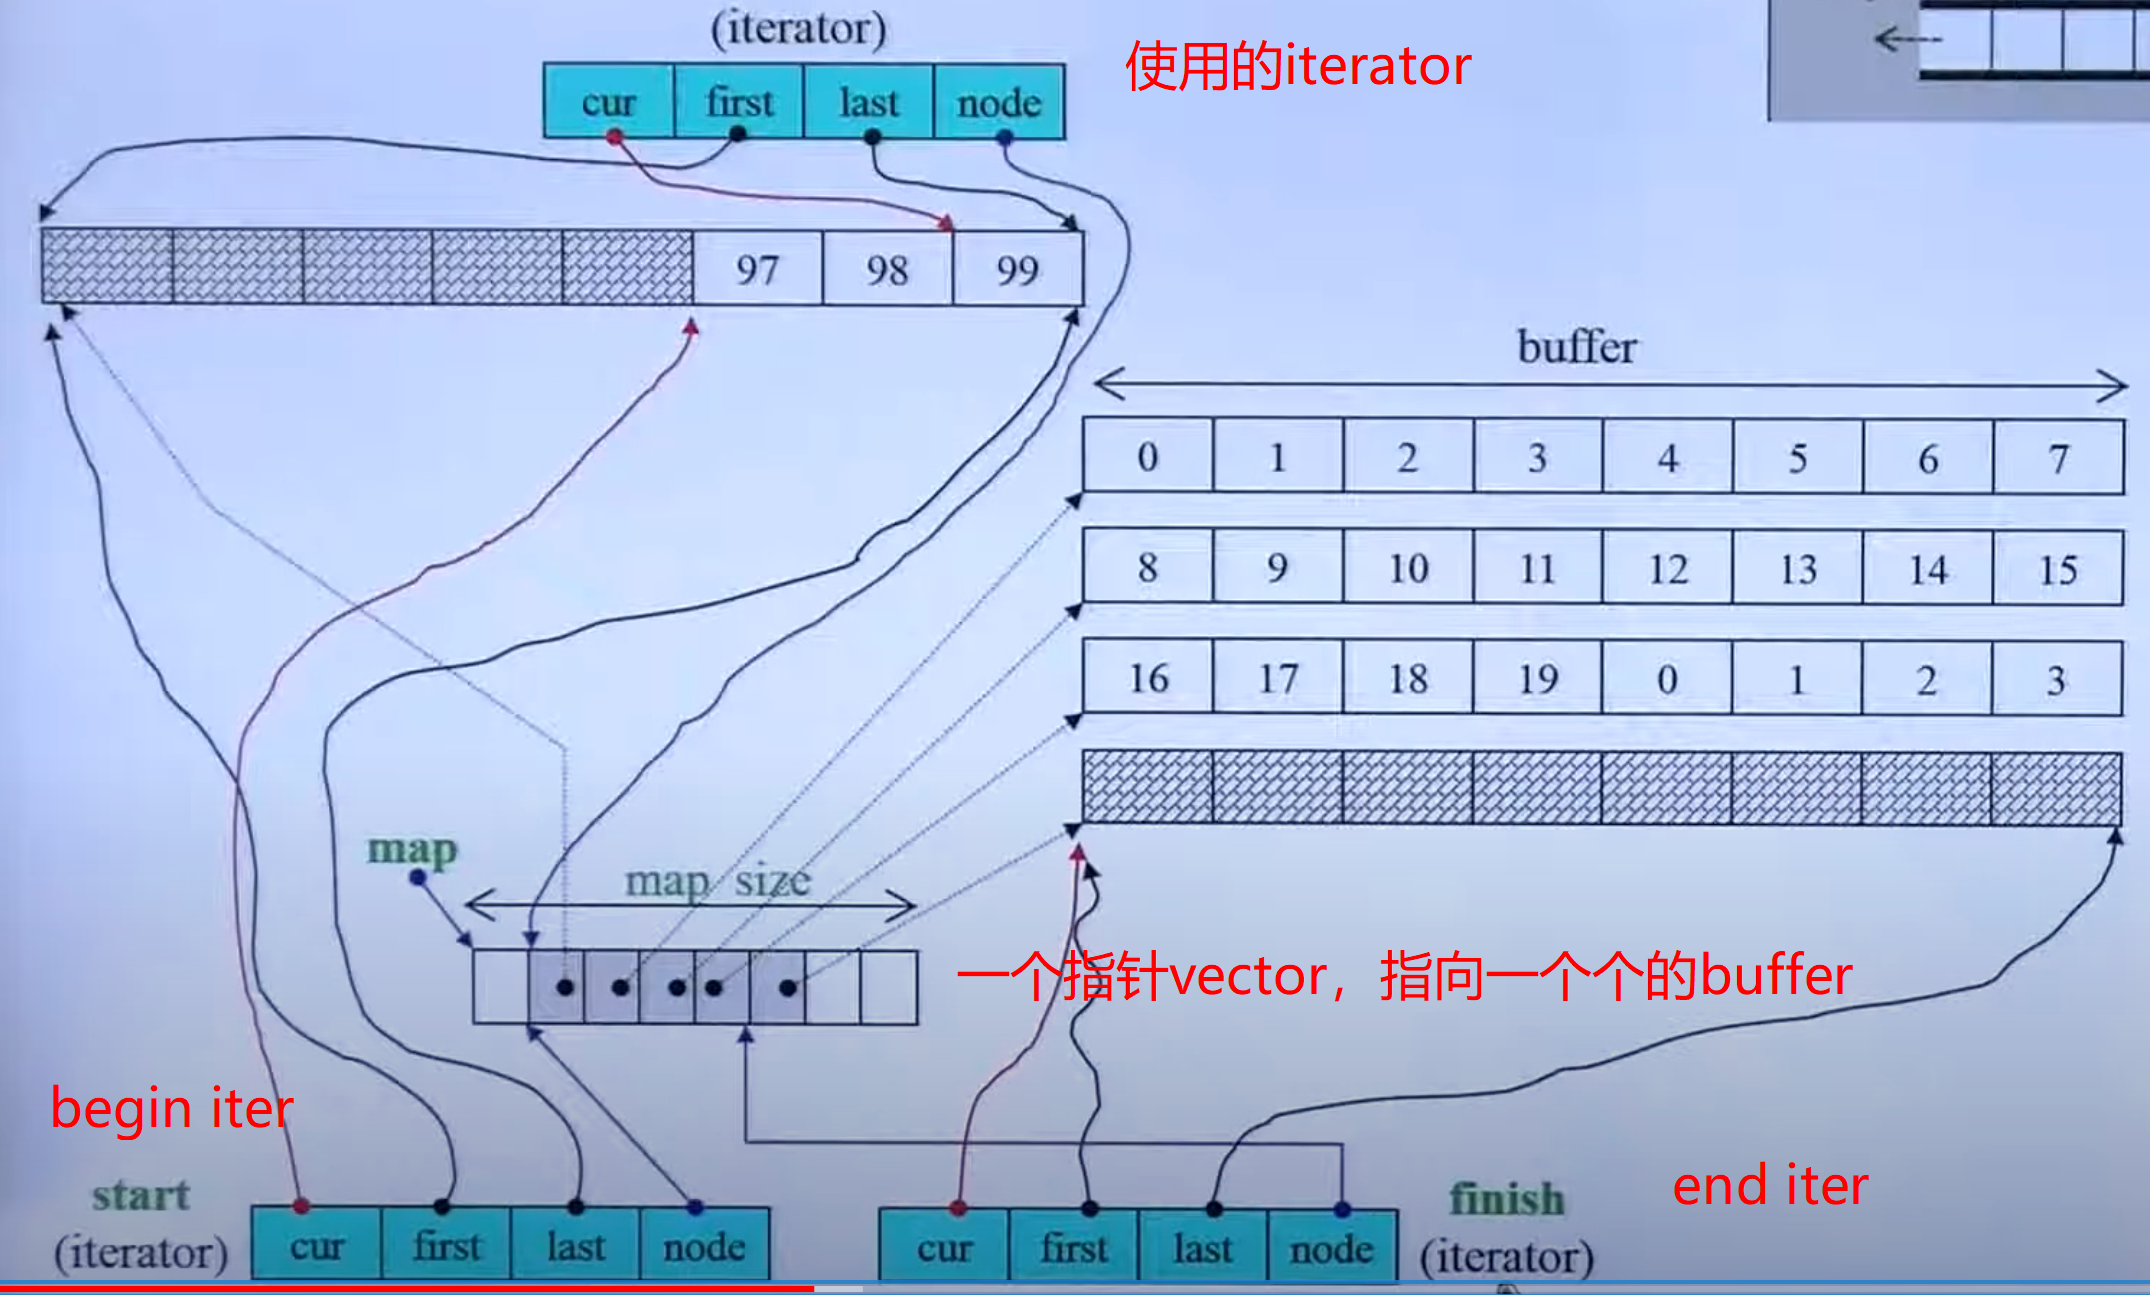 (iterator)
使用的iterator
cur first last node
97 98 99
buffer
0 1 2 3 4 5 6 7
8 9 10 11 12 13 14 15
16 17 18 19 0 1 2 3
map
map size
一个指针vector，指向一个个的buffer
begin iter
end iter
start
(iterator)
cur first last node
cur first last node
finish
(iterator)